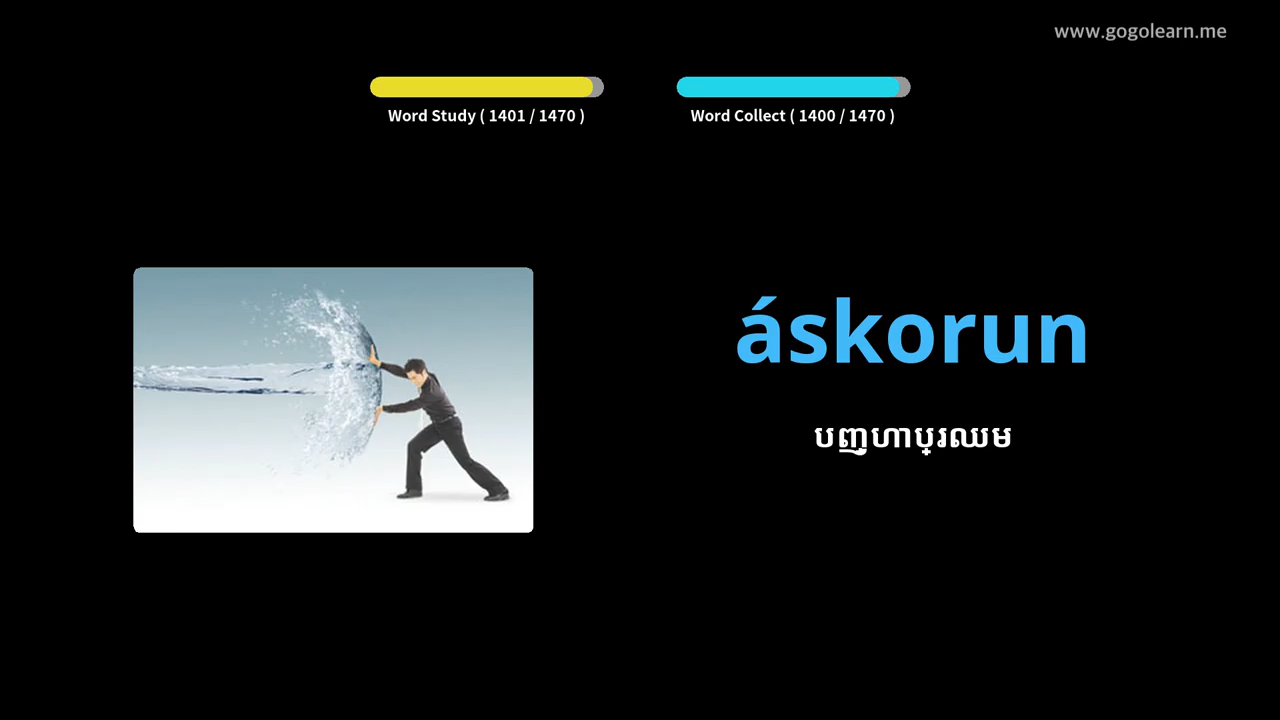 www.gogolearn.me
Word Study ( 1401 / 1470 )
Word Collect ( 1400 / 1470 )
áskorun
បញ្ហាប្រឈម